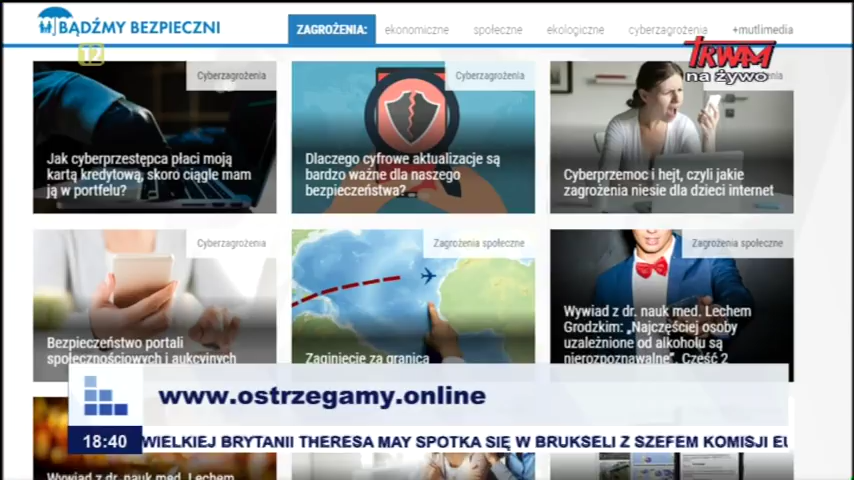 BĄDŹMY BEZPIECZNI
ZAGROŻENIA: ekonomiczne społeczne ekologiczne cyberzagrożenia +mutlimedia
12
TRWAM
na żywo
Cyberzagrożenia
Jak cyberprzestępca płaci moją
kartą kredytową, skoro ciągle mam
ją w portfelu?
Cyberzagrożenia
Dlaczego cyfrowe aktualizacje są
bardzo ważne dla naszego
bezpieczeństwa?
Cyberprzemoc i hejt, czyli jakie
zagrożenia niesie dla dzieci internet
Cyberzagrożenia
Bezpieczeństwo portali
społecznościowych i aukcyjnych
Zagrożenia społeczne
Zaginięcie za granicą
Zagrożenia społeczne
Wywiad z dr. nauk med. Lechem
Grodzkim: „Najczęściej osoby
uzależnione od alkoholu są
nierozpoznawalne”. Cześć 2
www.ostrzegamy.online
18:40 WIELKIEJ BRYTANII THERESA MAY SPOTKA SIĘ W BRUKSELI Z SZEFEM KOMISJI EU
Wywiad z dr. nauk med. Lechem